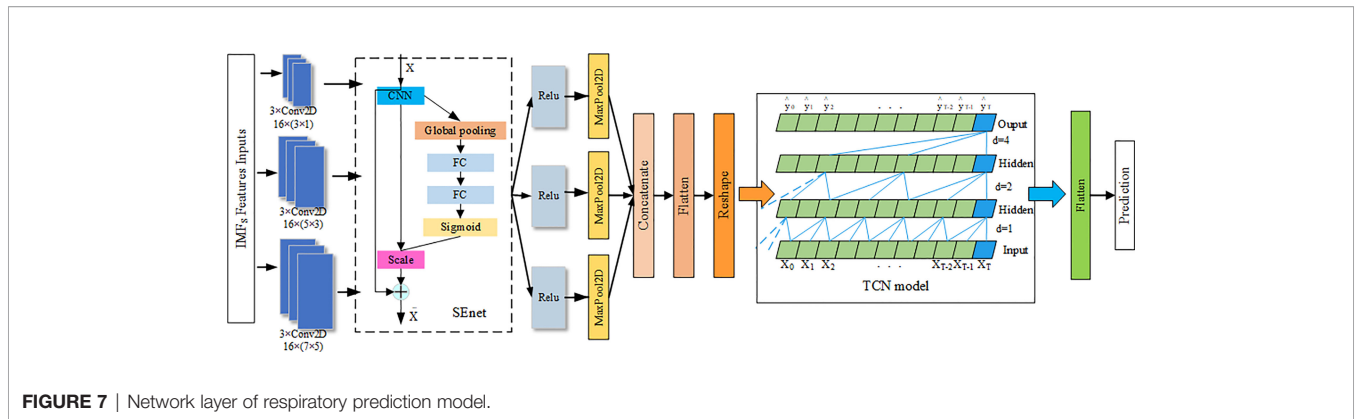 IMFs Features Inputs
3×Conv2D
16×(3×1)
3×Conv2D
16×(5×3)
3×Conv2D
16×(7×5)
X
CNN
Global pooling
FC
FC
Sigmoid
Scale
X̃
SEnet
Relu
Relu
Relu
MaxPool2D
MaxPool2D
MaxPool2D
Concatenate
Flatten
Reshape
ŷ0 ŷ1 ŷ2 . . . ŷT-2 ŷT-1 ŷT
Ouput
d=4
Hidden
d=2
Hidden
d=1
Input
X0 X1 X2 . . . XT-2 XT-1 XT
TCN model
Flatten
Prediction
FIGURE 7 | Network layer of respiratory prediction model.